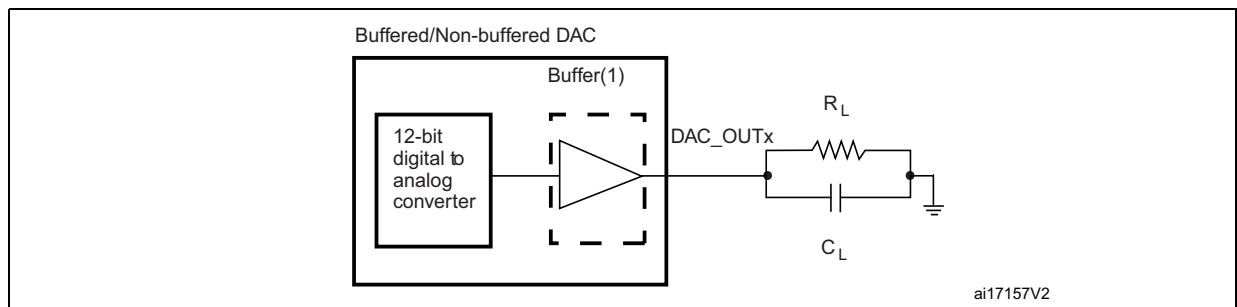 Buffered/Non-buffered DAC
Buffer(1)
12-bit
digital to
analog
converter
DAC_OUTx
R L
C L
ai17157V2